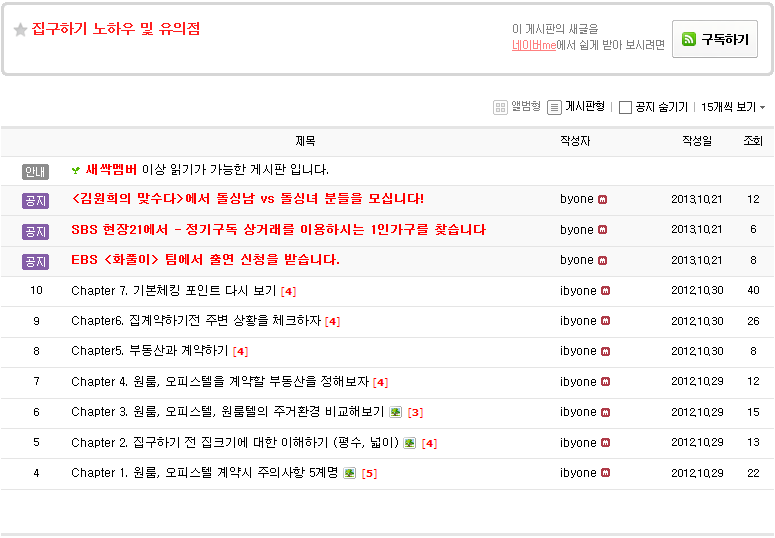 집구하기 노하우 및 유의점
이 게시판의 새글을
네이버me에서 쉽게 받아 보시려면
구독하기
앨범형 게시판형 공지 숨기기 15개씩 보기
제목 작성자 작성일 조회
안내 새싹멤버 이상 읽기가 가능한 게시판 입니다.
공지 <김원희의 맞수다>에서 돌싱남 vs 돌싱녀 분들을 모십니다! byone 2013.10.21 12
공지 SBS 현장21에서 - 정기구독 상거래를 이용하시는 1인가구를 찾습니다 byone 2013.10.21 6
공지 EBS <화풀이> 팀에서 출연 신청을 받습니다. byone 2013.10.21 8
10 Chapter 7. 기본체킹 포인트 다시 보기 [4] ibyone 2012.10.30 40
9 Chapter6. 집계약하기전 주변 상황을 체크하자 [4] ibyone 2012.10.30 26
8 Chapter5. 부동산과 계약하기 [4] ibyone 2012.10.30 8
7 Chapter 4. 원룸, 오피스텔을 계약할 부동산을 정해보자 [4] ibyone 2012.10.29 12
6 Chapter 3. 원룸, 오피스텔, 원룸텔의 주거환경 비교해보기 [3] ibyone 2012.10.29 15
5 Chapter 2. 집구하기 전 집크기에 대한 이해하기 (평수, 넓이) [4] ibyone 2012.10.29 13
4 Chapter 1. 원룸, 오피스텔 계약시 주의사항 5계명 [5] ibyone 2012.10.29 22